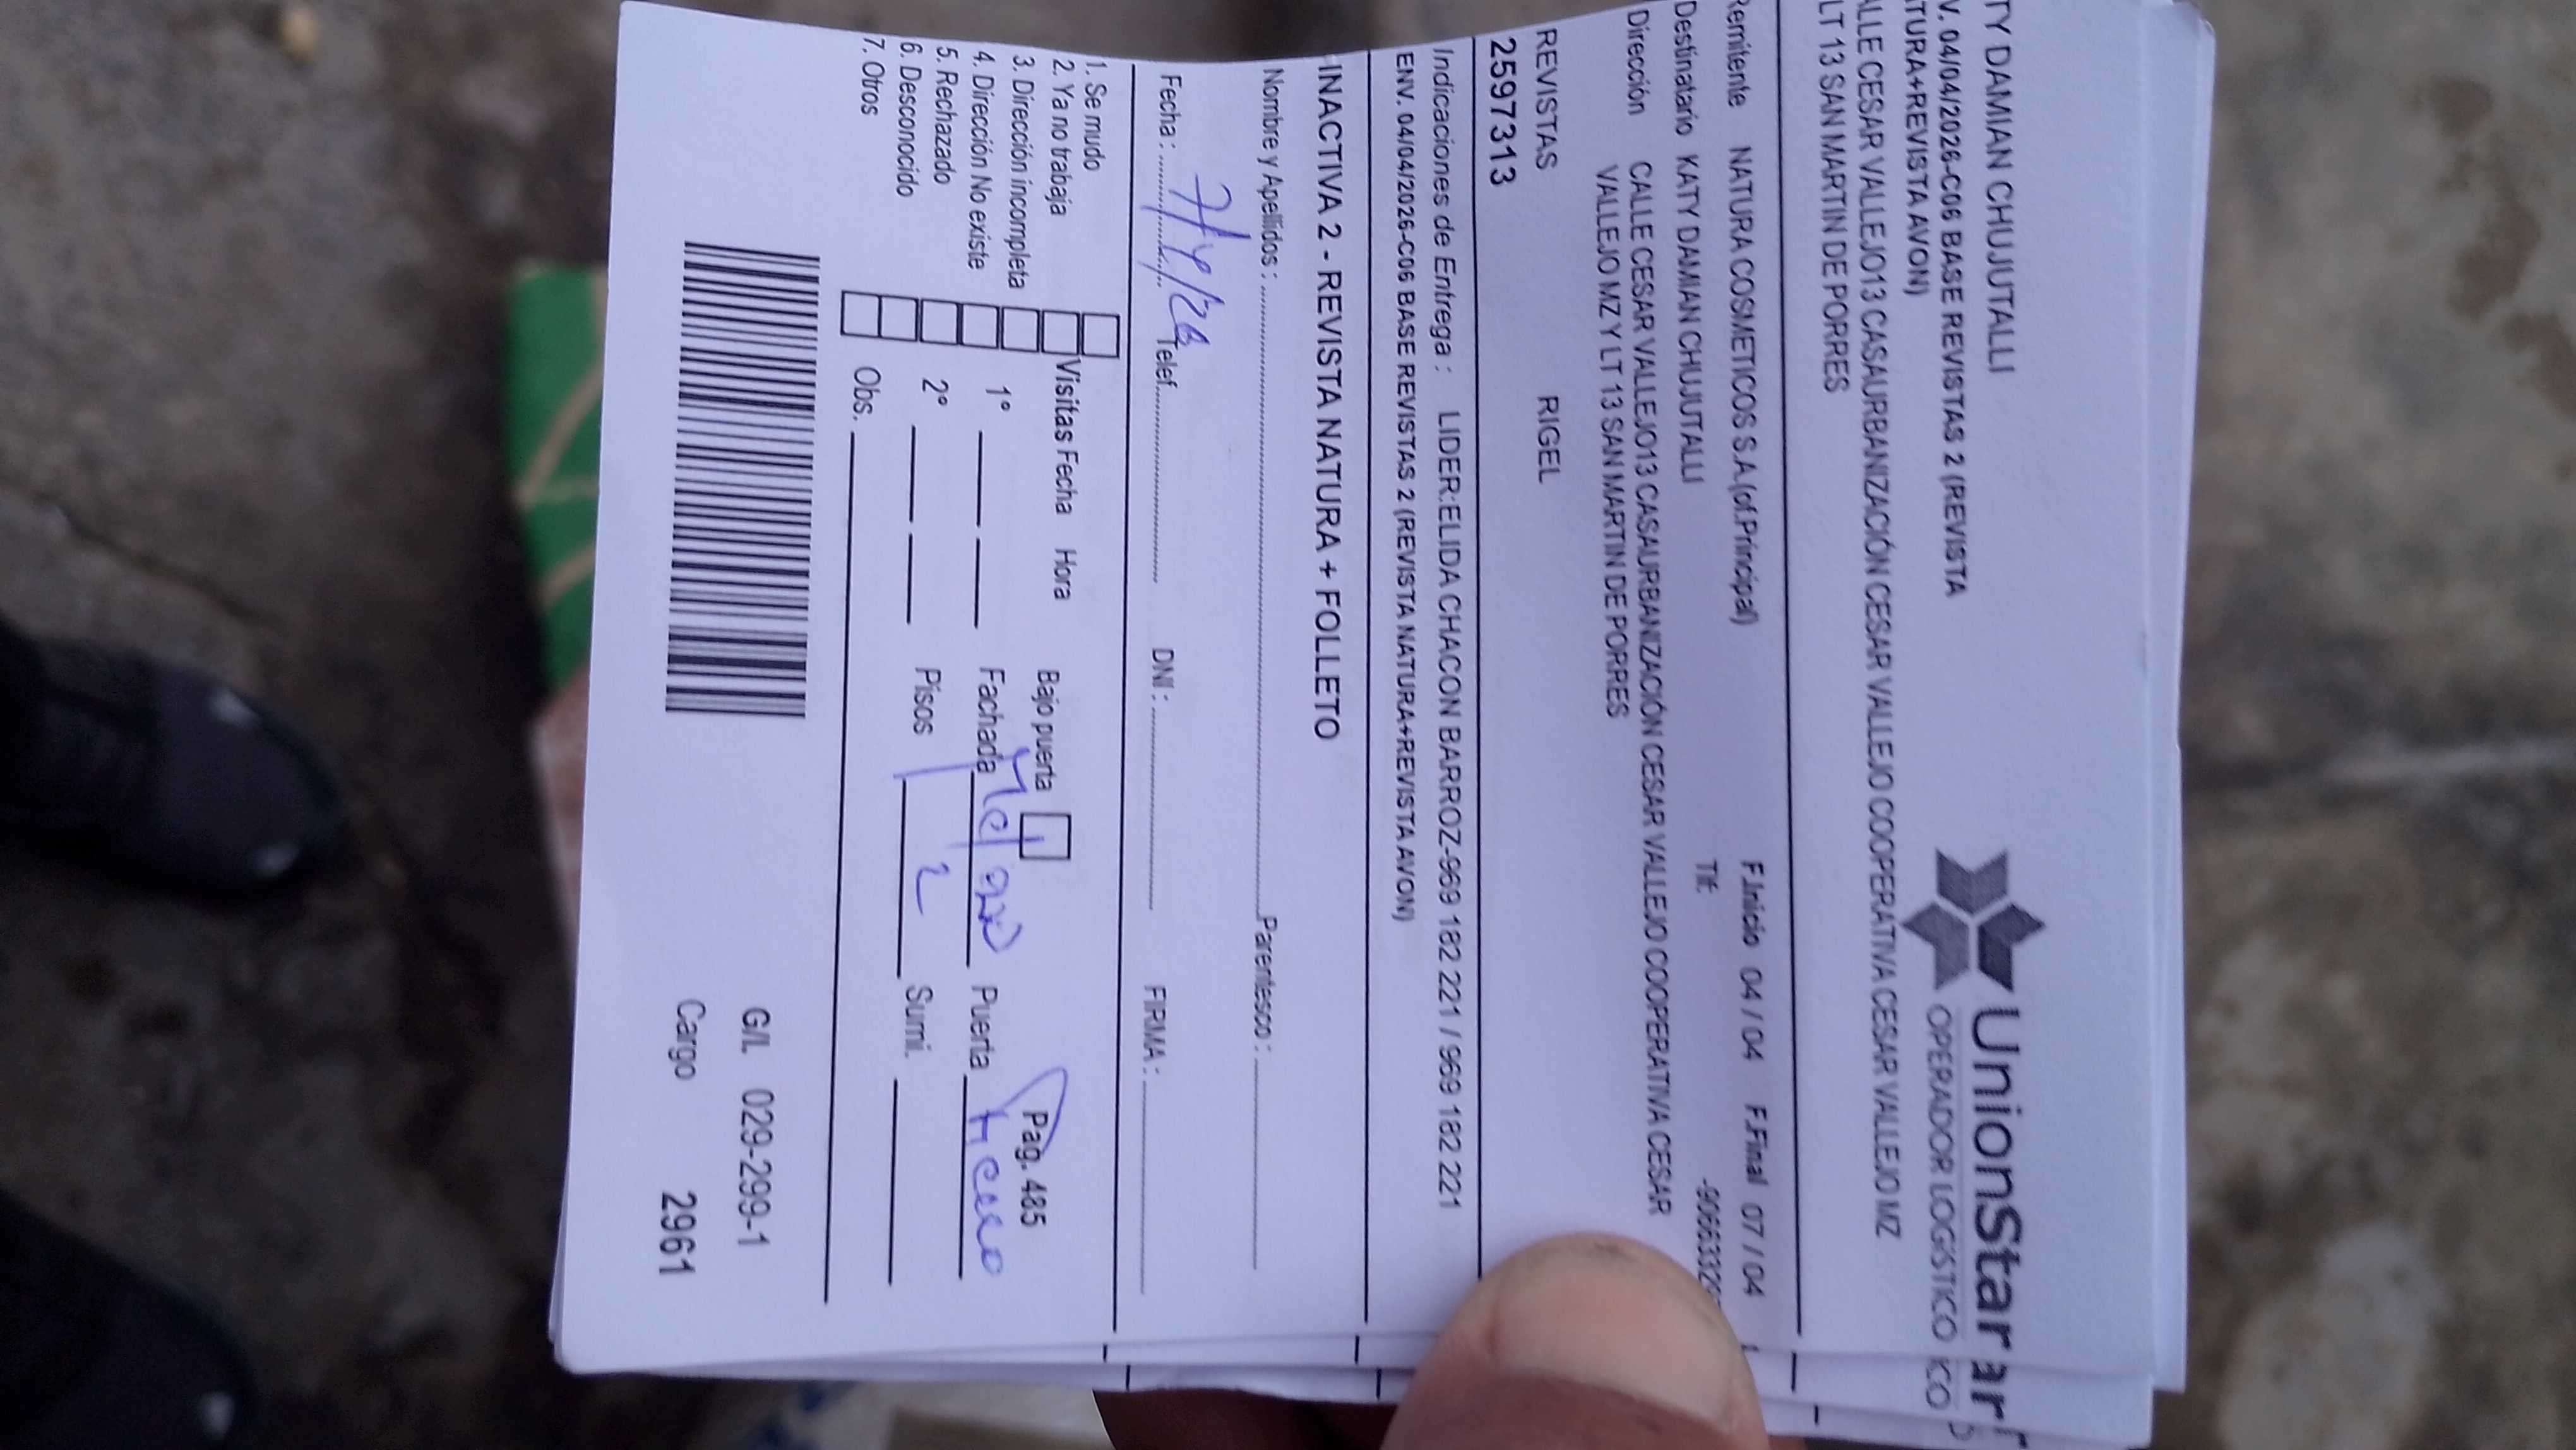 TY DAMIAN CHUJUTALLI
V. 04/04/2026-C06 BASE REVISTAS 2 (REVISTA
TURA+REVISTA AVON)
ALLE CESAR VALLEJO13 CASAURBANIZACIÓN CESAR VALLEJO COOPERATIVA CESAR VALLEJO MZ
LT 13 SAN MARTIN DE PORRES
UnionStar
OPERADOR LOGISTICO
Remitente NATURA COSMETICOS S.A.(of.Principal) F.Inicio 04 / 04 F.Final 07 / 04
Destinatario KATY DAMIAN CHUJUTALLI Tlf:
Dirección CALLE CESAR VALLEJO13 CASAURBANIZACIÓN CESAR VALLEJO COOPERATIVA CESAR
VALLEJO MZ Y LT 13 SAN MARTIN DE PORRES
REVISTAS RIGEL
2597313
Indicaciones de Entrega : LIDER:ELIDA CHACON BARROZ-969 182 221 / 969 182 221
ENV. 04/04/2026-C06 BASE REVISTAS 2 (REVISTA NATURA+REVISTA AVON)
INACTIVA 2 - REVISTA NATURA + FOLLETO
Nombre y Apellidos : Parentesco :
Fecha : 7/4/26 Telef. DNI : FIRMA :
1. Se mudo
2. Ya no trabaja
3. Dirección incompleta
4. Dirección No existe
5. Rechazado
6. Desconocido
7. Otros
Visitas Fecha Hora
1°
2°
Obs.
Bajo puerta Pag. 485
Fachada Puerta
Pisos 2 Sumi.
G/L 029-299-1
Cargo 2961